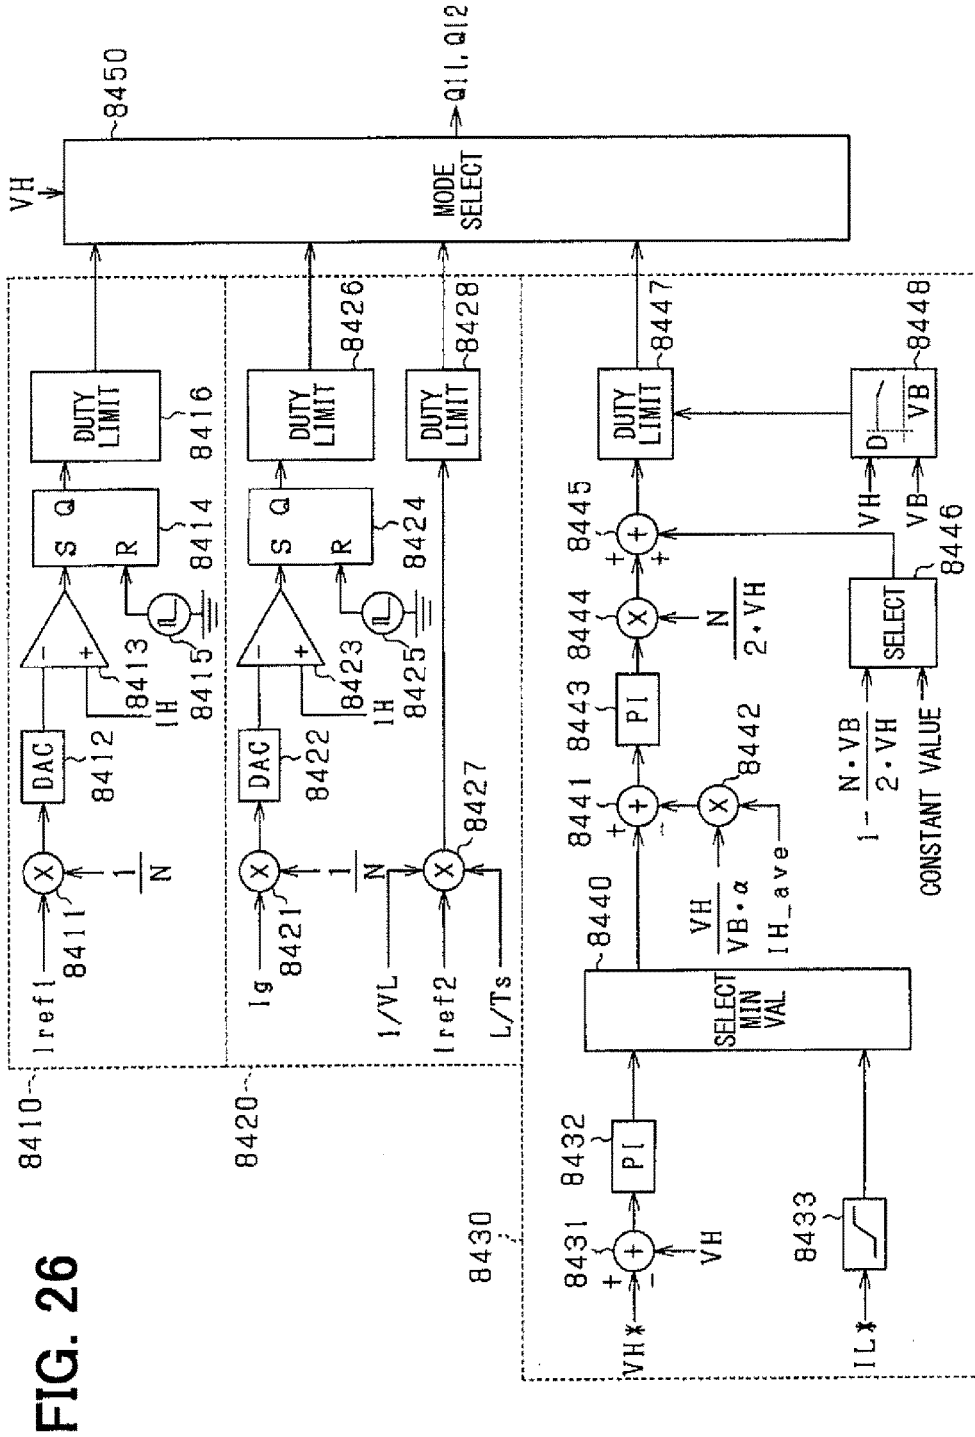 FIG. 26
8410
Iref1
8411
1
N
DAC
8412
IH
8413
8415
S
Q
R
8414
DUTY
LIMIT
8416
VH
8450
MODE
SELECT
Q11, Q12
8420
Ig
8421
1
N
DAC
8422
IH
8423
8425
S
Q
R
8424
DUTY
LIMIT
8426
1/VL
Iref2
L/Ts
8427
DUTY
LIMIT
8428
8430
VH*
8431
+
+
-
VH
PI
8432
IL*
8433
SELECT
MIN
VAL
8440
8441
+
+
-
VH
VB・α
IH_ave
X
8442
PI
8443
X
8444
N
2・VH
+
+
+
8445
1-
N・VB
2・VH
CONSTANT VALUE
SELECT
8446
DUTY
LIMIT
8447
VH
VB
D
VB
8448
X
-
+
X
-
+
X